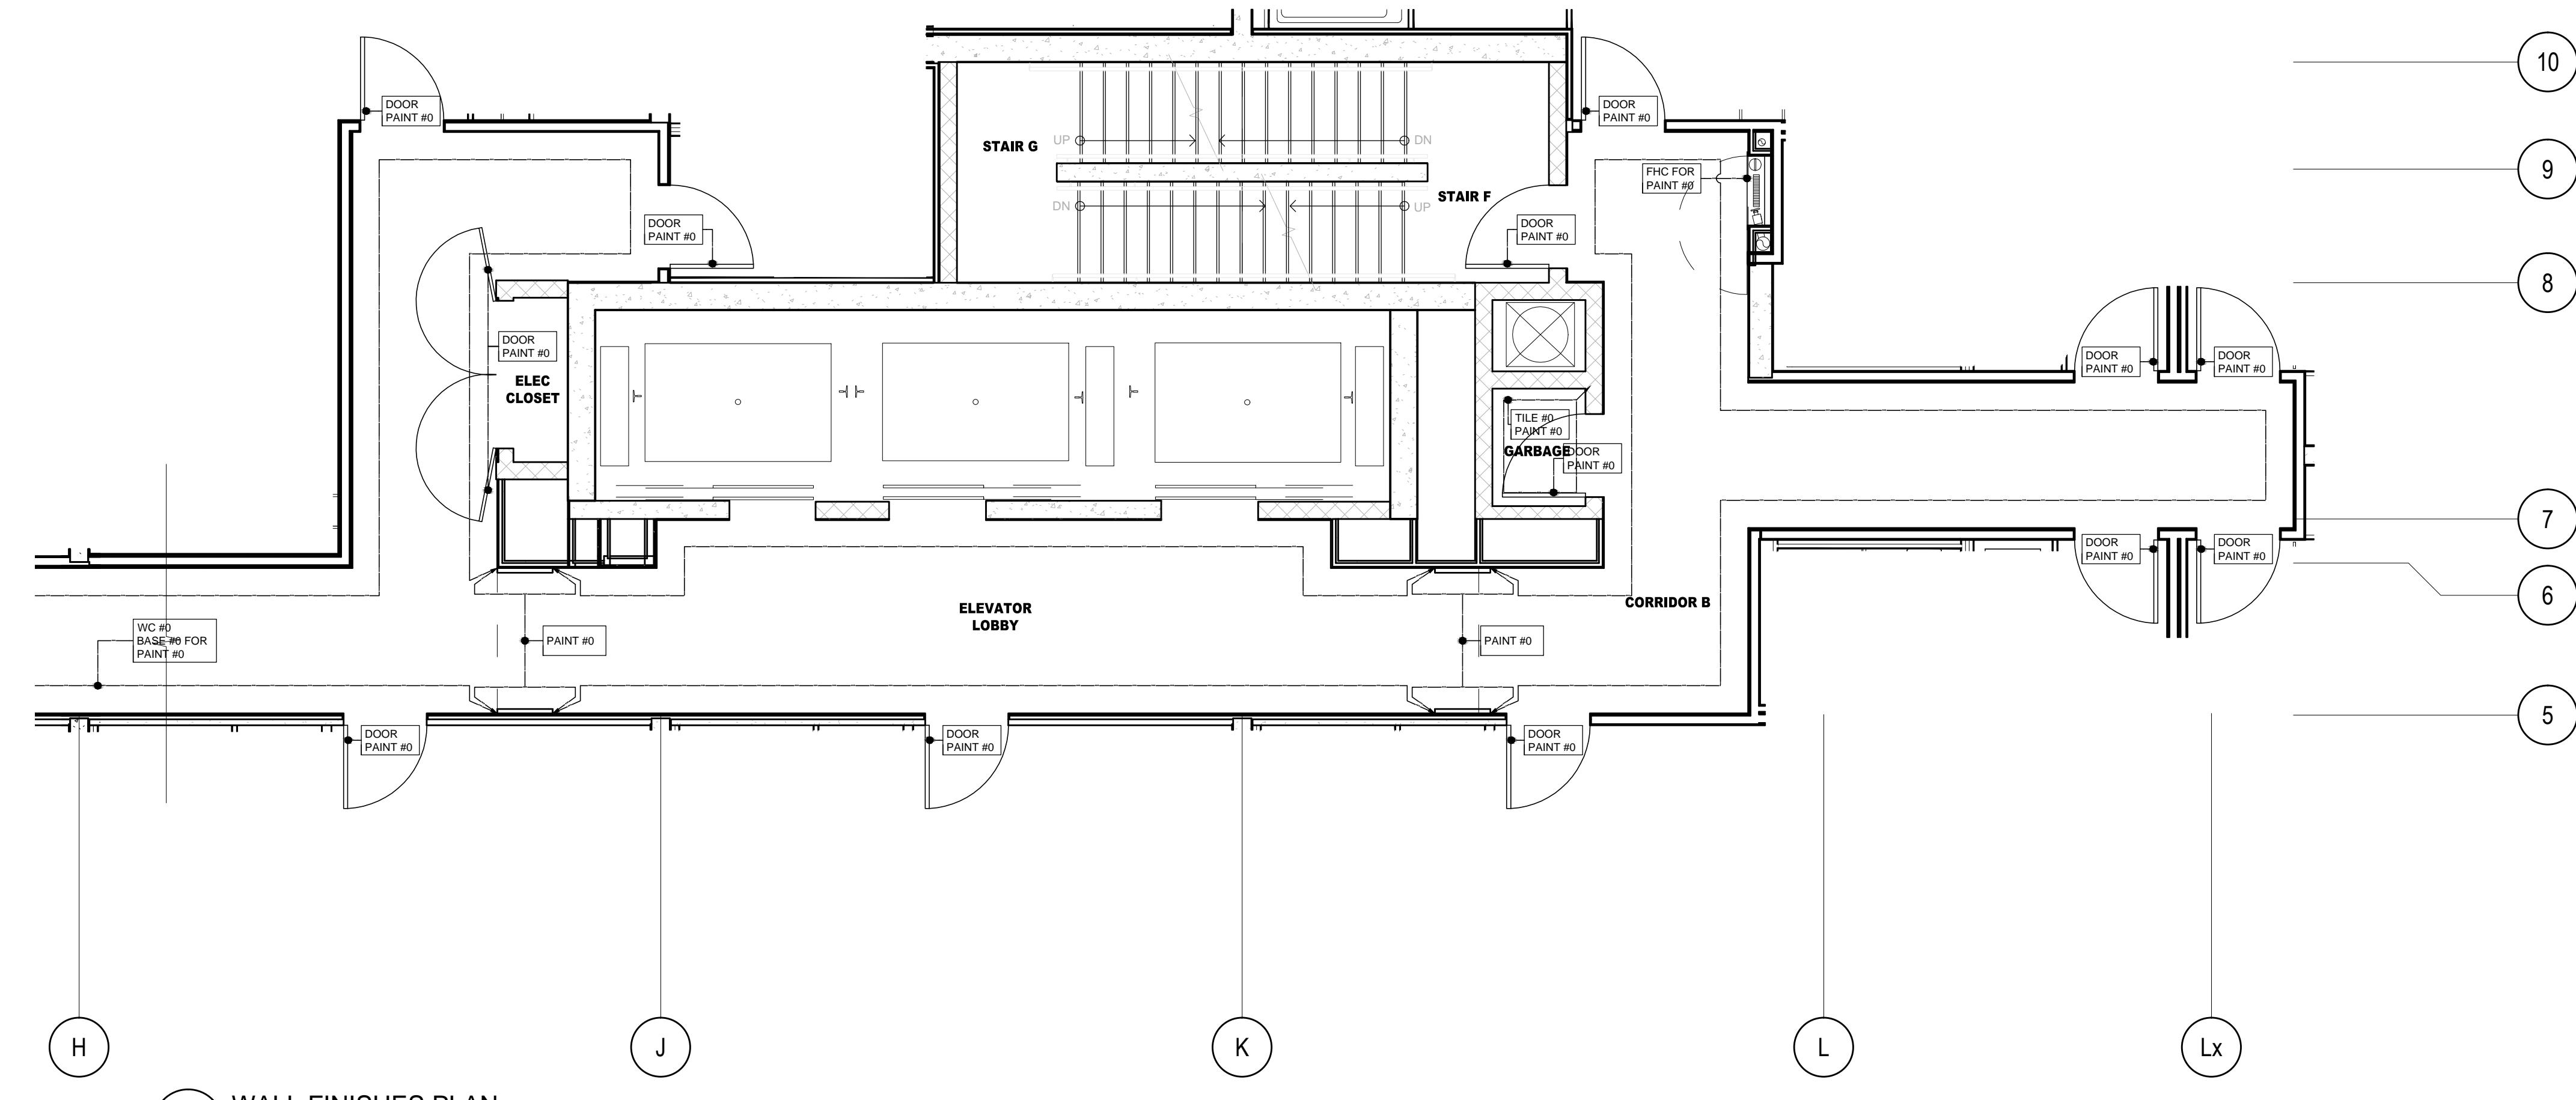 10
DOOR
PAINT #0
DOOR
PAINT #0
UP
DN
STAIR G
9
FHC FOR
PAINT #0
STAIR F
DN
UP
DOOR
PAINT #0
DOOR
PAINT #0
8
DOOR
PAINT #0
DOOR
PAINT #0
DOOR
PAINT #0
ELEC
CLOSET
TILE #0
PAINT #0
GARBAGE
DOOR
PAINT #0
7
DOOR
PAINT #0
DOOR
PAINT #0
6
ELEVATOR
LOBBY
CORRIDOR B
WC #0
BASE #0 FOR
PAINT #0
PAINT #0
PAINT #0
5
DOOR
PAINT #0
DOOR
PAINT #0
DOOR
PAINT #0
H
J
K
L
Lx
WALL FINISHES PLAN